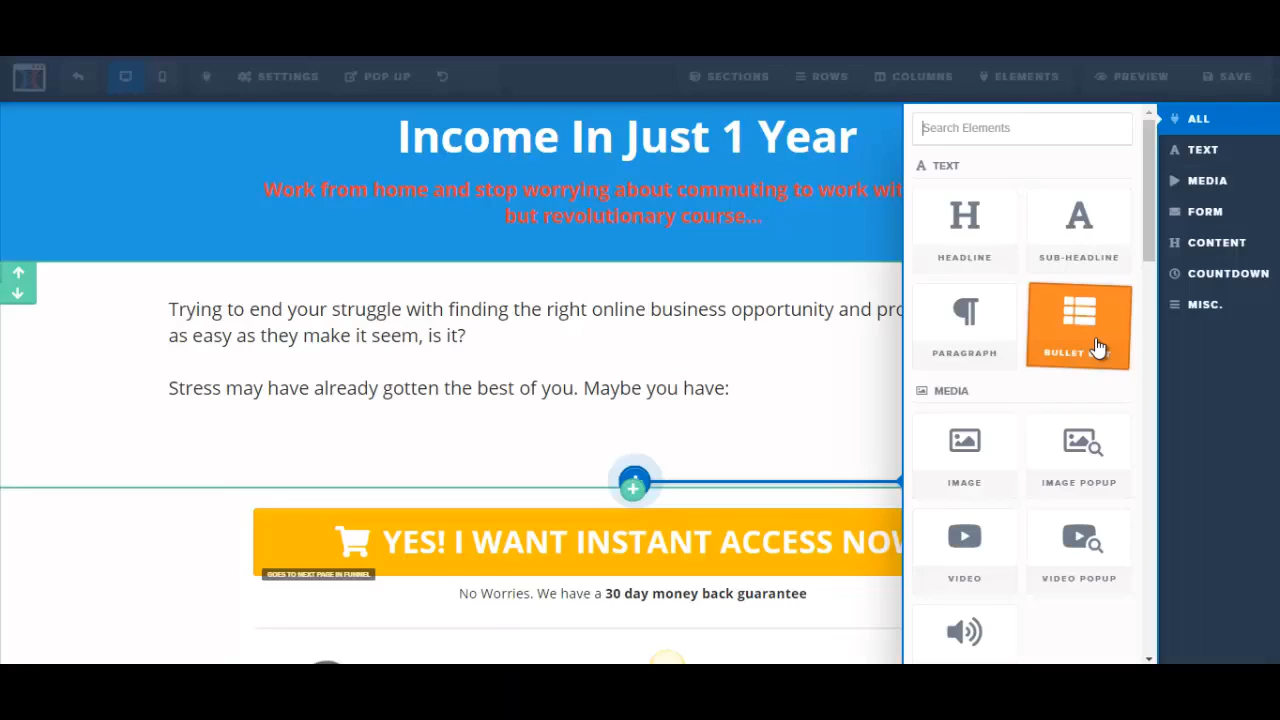 SETTINGS
POP UP
SECTIONS
ROWS
COLUMNS
ELEMENTS
PREVIEW
SAVE
Income In Just 1 Year
Work from home and stop worrying about commuting to work
but revolutionary course...
Trying to end your struggle with finding the right online business opportunity and
as easy as they make it seem, is it?
Stress may have already gotten the best of you. Maybe you have:
YES! I WANT INSTANT ACCESS
GOES TO NEXT PAGE IN FUNNEL
No Worries. We have a 30 day money back guarantee
Search Elements
TEXT
HEADLINE
SUB-HEADLINE
PARAGRAPH
BULLET
MEDIA
IMAGE
IMAGE POPUP
VIDEO
VIDEO POPUP
ALL
TEXT
MEDIA
FORM
CONTENT
COUNTDOWN
MISC.